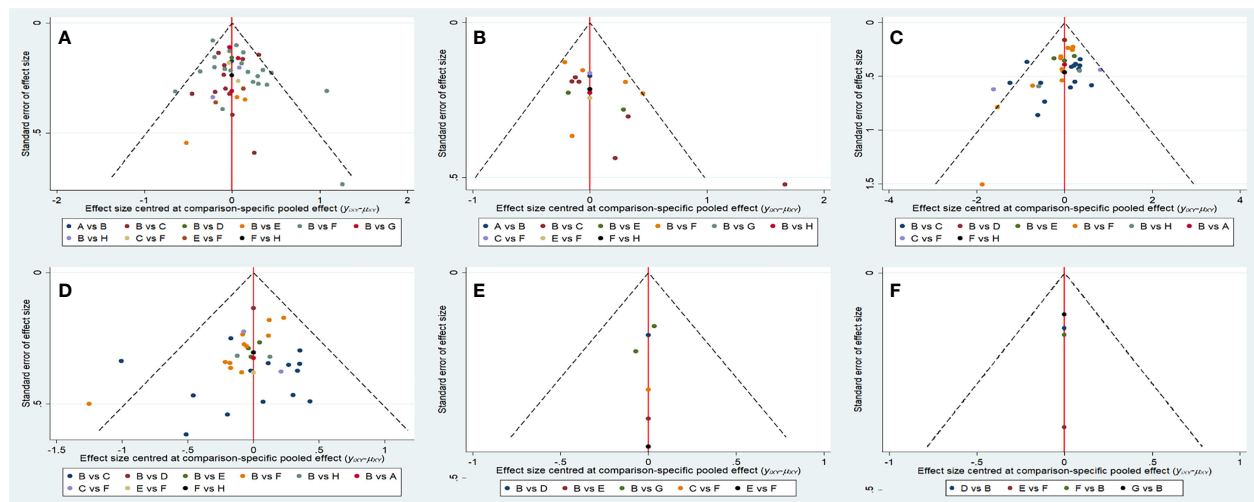 A
Standard error of effect size
0
.5
-2
-1
0
1
2
Effect size centred at comparison-specific pooled effect (yiXY-μXY)
A vs B B vs C B vs D B vs E B vs F B vs G
B vs H C vs F E vs F F vs H
B
Standard error of effect size
0
.5
-1
0
1
2
Effect size centred at comparison-specific pooled effect (yiXY-μXY)
A vs B B vs C B vs E B vs F B vs G B vs H
C vs F E vs F F vs H
C
Standard error of effect size
0
.5
1
1.5
-4
-2
0
2
4
Effect size centred at comparison-specific pooled effect (yiXY-μXY)
B vs C B vs D B vs E B vs F B vs H B vs A
C vs F F vs H
D
Standard error of effect size
0
.5
-1.5
-1
-.5
0
.5
1
Effect size centred at comparison-specific pooled effect (yiXY-μXY)
B vs C B vs D B vs E B vs F B vs H B vs A
C vs F E vs F F vs H
E
Standard error of effect size
0
.5
-1
-.5
0
.5
1
Effect size centred at comparison-specific pooled effect (yiXY-μXY)
B vs D B vs E B vs G C vs F E vs F
F
Standard error of effect size
0
.5
-1
-.5
0
.5
1
Effect size centred at comparison-specific pooled effect (yiXY-μXY)
D vs B E vs F F vs B G vs B